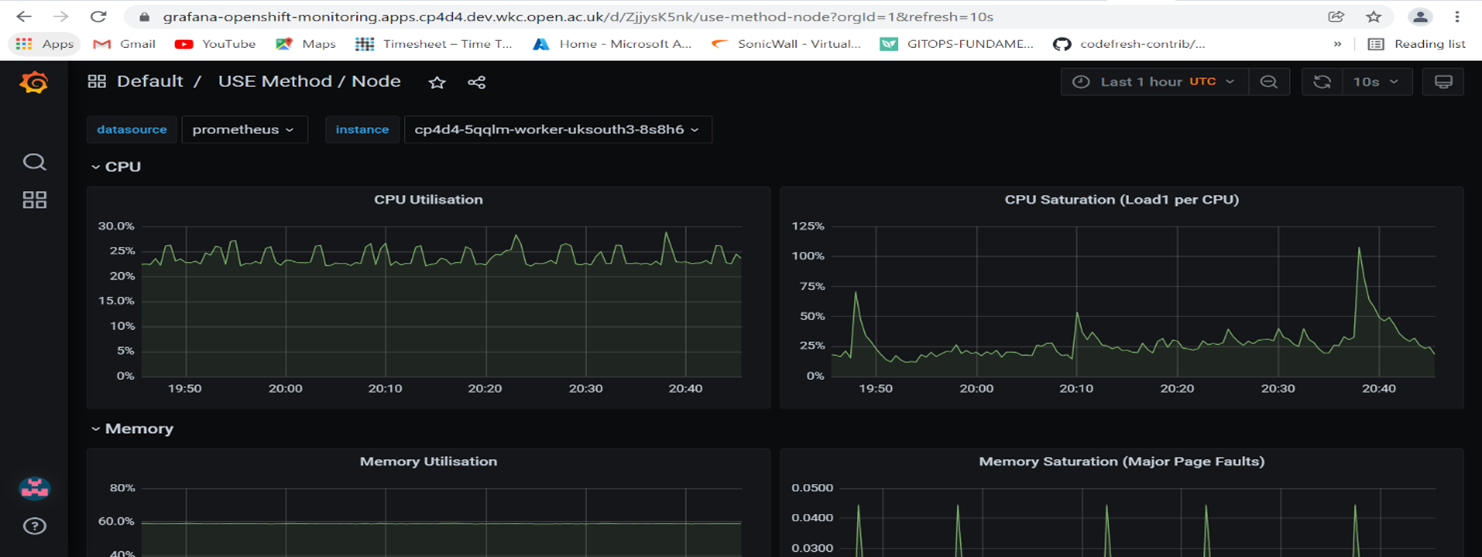 grafana-openshift-monitoring.apps.cp4d4.dev.wkc.open.ac.uk/d/ZjjysK5nk/use-method-node?orgId=1&refresh=10s
Apps Gmail YouTube Maps Timesheet – Time T... Home - Microsoft A... SonicWall - Virtual... GITOPS-FUNDAME... codefresh-contrib/... » Reading list
Default / USE Method / Node Last 1 hour UTC 10s
datasource prometheus instance cp4d4-5qqlm-worker-uksouth3-8s8h6
CPU
CPU Utilisation
30.0%
25%
20%
15.0%
10%
5%
0%
19:50 20:00 20:10 20:20 20:30 20:40
CPU Saturation (Load1 per CPU)
125%
100%
75%
50%
25%
0%
19:50 20:00 20:10 20:20 20:30 20:40
Memory
Memory Utilisation
80%
60.0%
40%
Memory Saturation (Major Page Faults)
0.0500
0.0400
0.0300